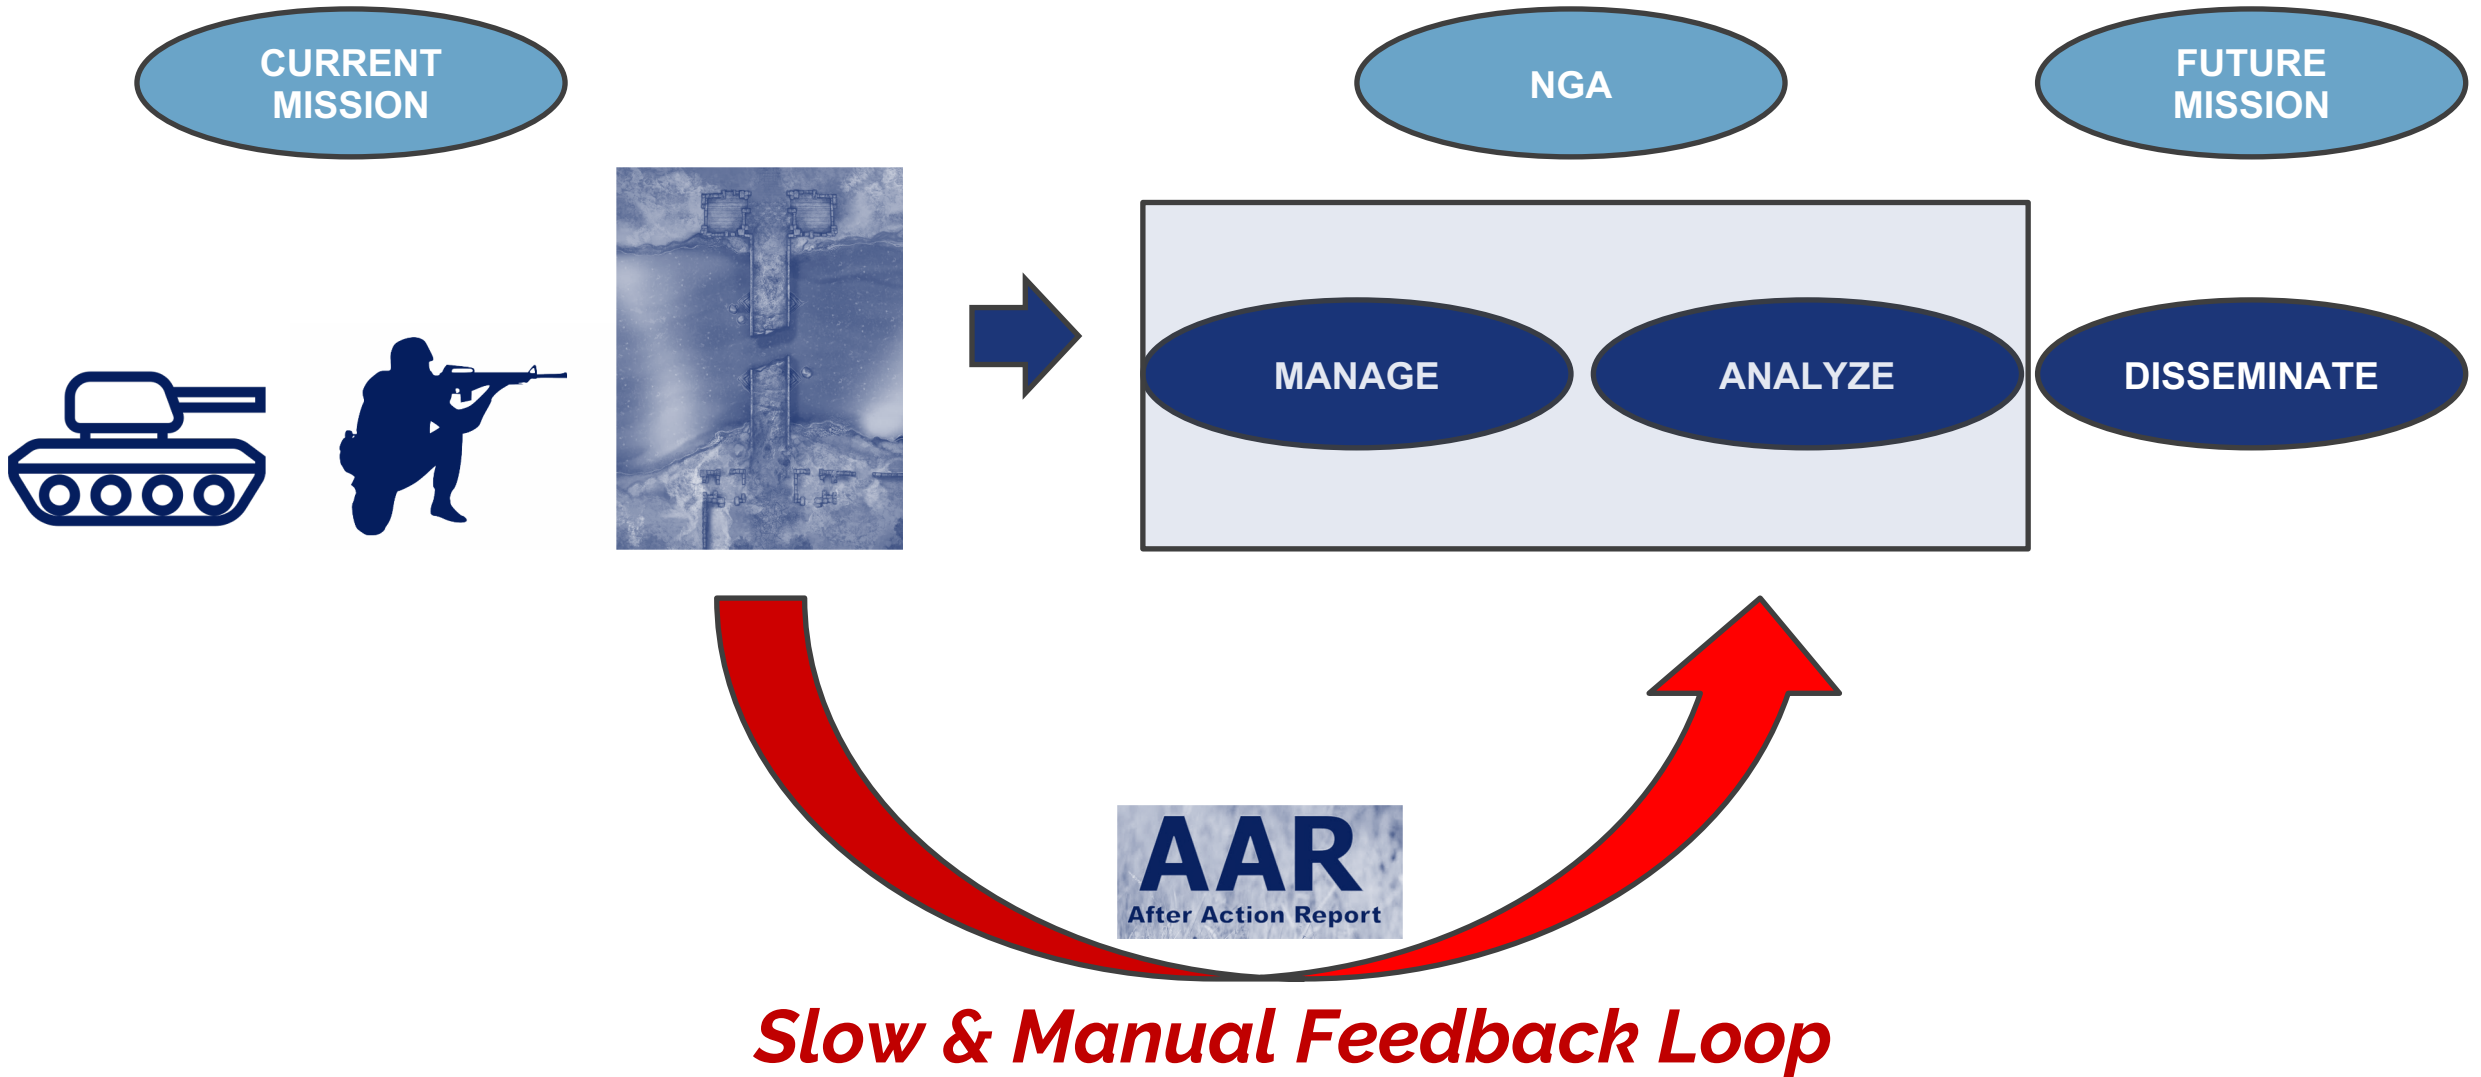 CURRENT
MISSION
NGA
FUTURE
MISSION
MANAGE
ANALYZE
DISSEMINATE
AAR
After Action Report
Slow & Manual Feedback Loop